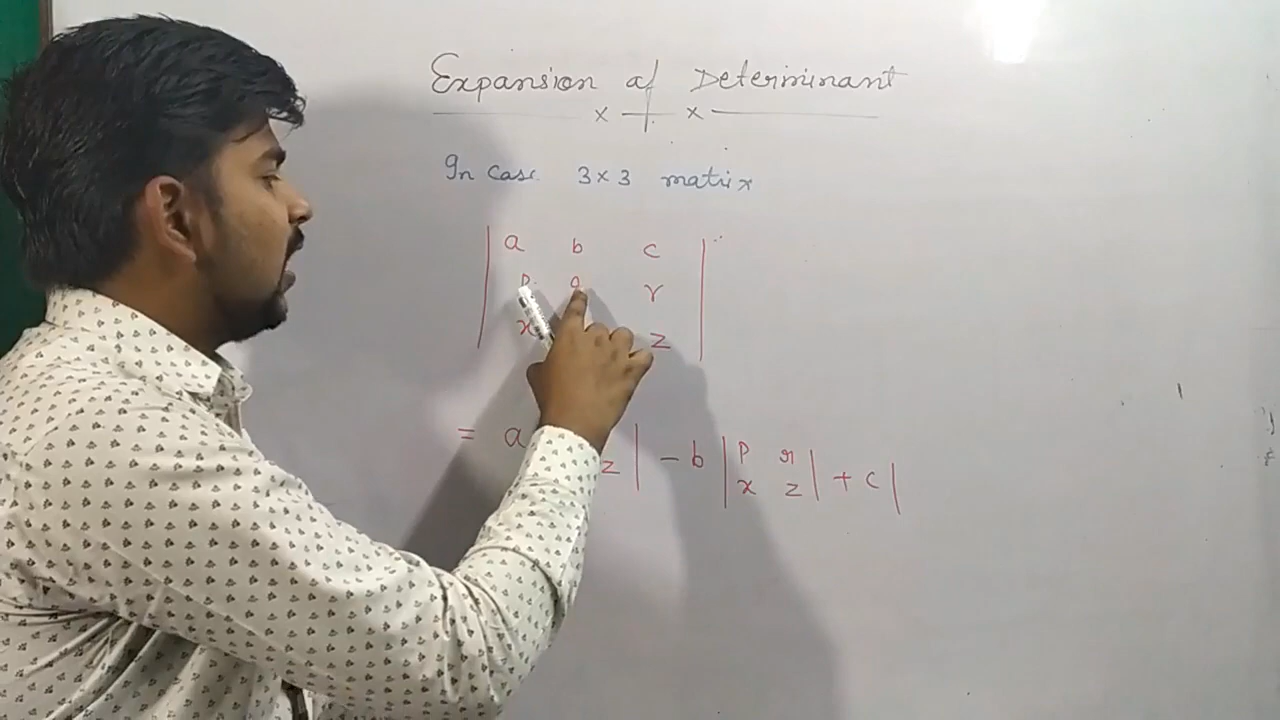 Expansion of Determinant
In case 3×3 matrix
| a b c |
| p q r |
| x z |
= a z | - b | p r | + c |
x z |